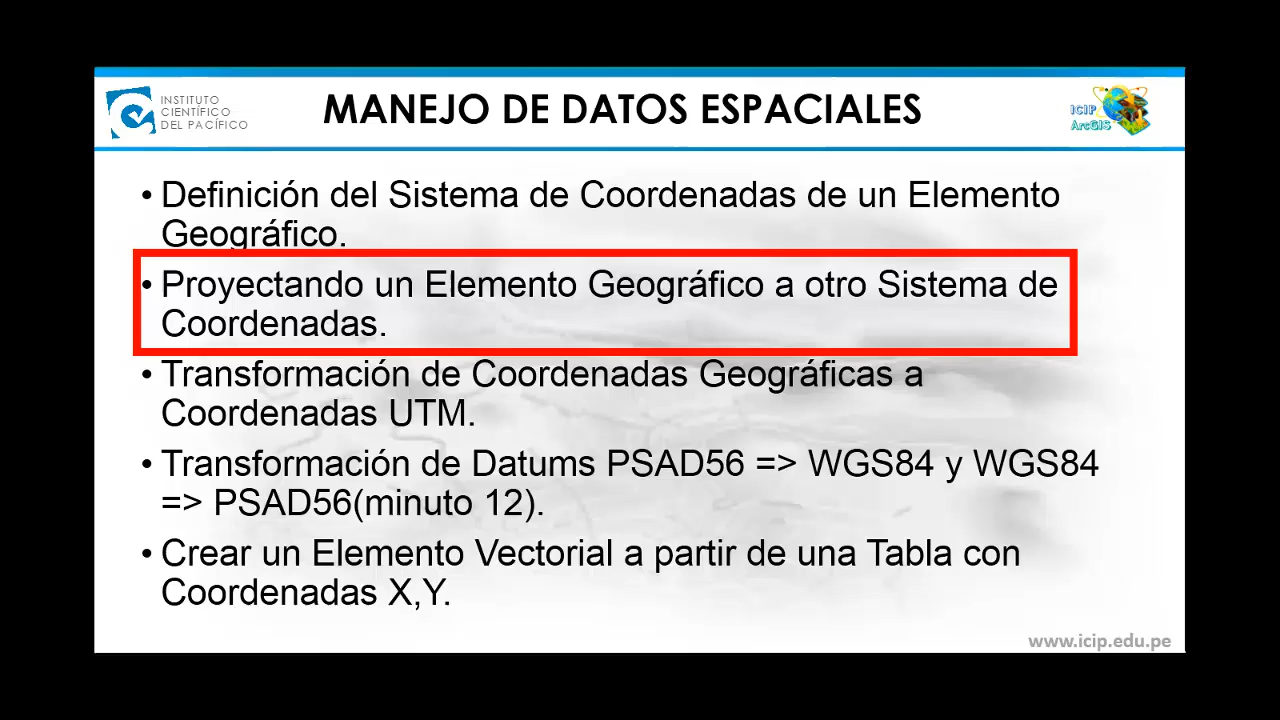 INSTITUTO
CIENTÍFICO
DEL PACÍFICO
MANEJO DE DATOS ESPACIALES
ICIP
ArcGIS
• Definición del Sistema de Coordenadas de un Elemento
Geográfico.
• Proyectando un Elemento Geográfico a otro Sistema de
Coordenadas.
• Transformación de Coordenadas Geográficas a
Coordenadas UTM.
• Transformación de Datums PSAD56 => WGS84 y WGS84
=> PSAD56(minuto 12).
• Crear un Elemento Vectorial a partir de una Tabla con
Coordenadas X,Y.
www.icip.edu.pe